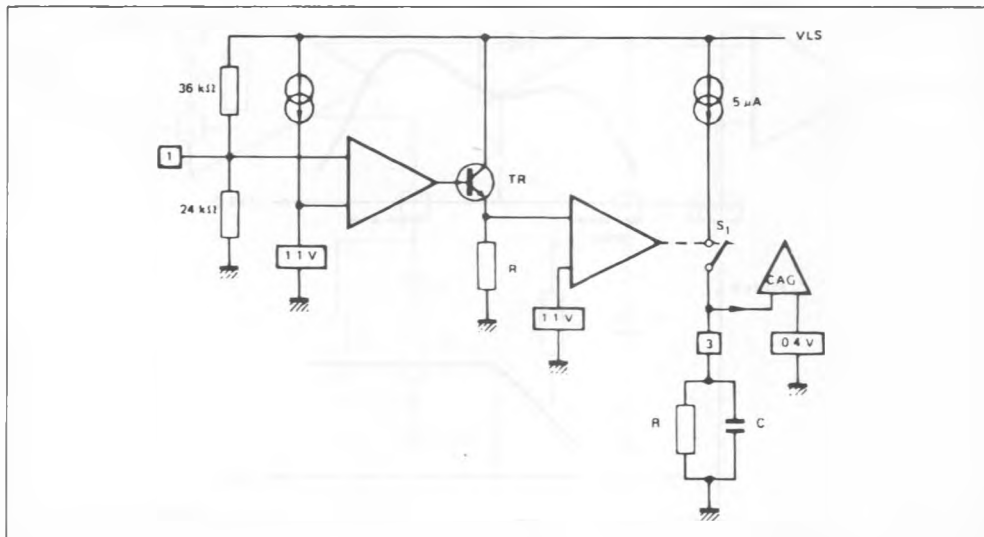 VLS
36 kΩ
5 μA
1
TR
24 kΩ
S1
R
CAG
1 1 V
1 1 V
3
0 4 V
R
C